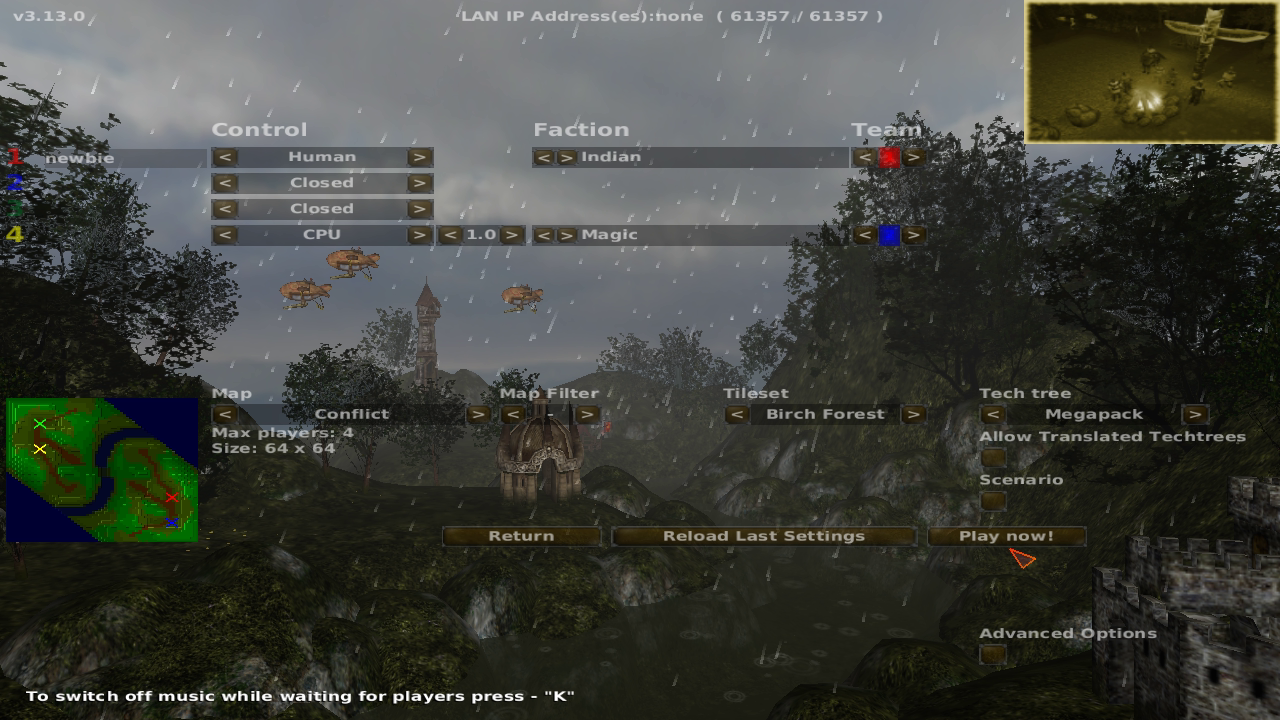 v3.13.0
LAN IP Address(es):none ( 61357 / 61357 )
Control Faction Team
1 newbie < Human > < > Indian < >
2 < Closed >
3 < Closed >
4 < CPU > < 1.0 > < > Magic < >
Map Map Filter Tileset Tech tree
< Conflict > < - > < Birch Forest > < Megapack >
Max players: 4
Size: 64 x 64
Allow Translated Techtrees
Scenario
Return Reload Last Settings Play now!
Advanced Options
To switch off music while waiting for players press - "K"